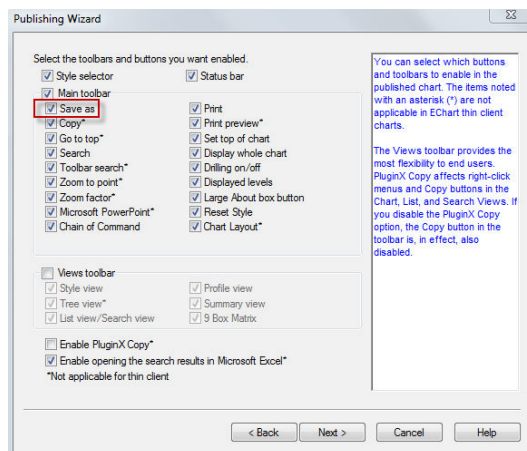 Publishing Wizard
Select the toolbars and buttons you want enabled.
Style selector
Status bar
Main toolbar
Save as
Print
Copy*
Print preview*
Go to top*
Set top of chart
Search
Display whole chart
Toolbar search*
Drilling on/off
Zoom to point*
Displayed levels
Zoom factor*
Large About box button
Microsoft PowerPoint*
Reset Style
Chain of Command
Chart Layout*
Views toolbar
Style view
Profile view
Tree view*
Summary view
List view/Search view
9 Box Matrix
Enable PluginX Copy*
Enable opening the search results in Microsoft Excel*
*Not applicable for thin client
You can select which buttons
and toolbars to enable in the
published chart. The items noted
with an asterisk (*) are not
applicable in EChart thin client
charts.
The Views toolbar provides the
most flexibility to end users.
PluginX Copy affects right-click
menus and Copy buttons in the
Chart, List, and Search Views. If
you disable the PluginX Copy
option, the Copy button in the
toolbar is, in effect, also
disabled.
< Back
Next >
Cancel
Help